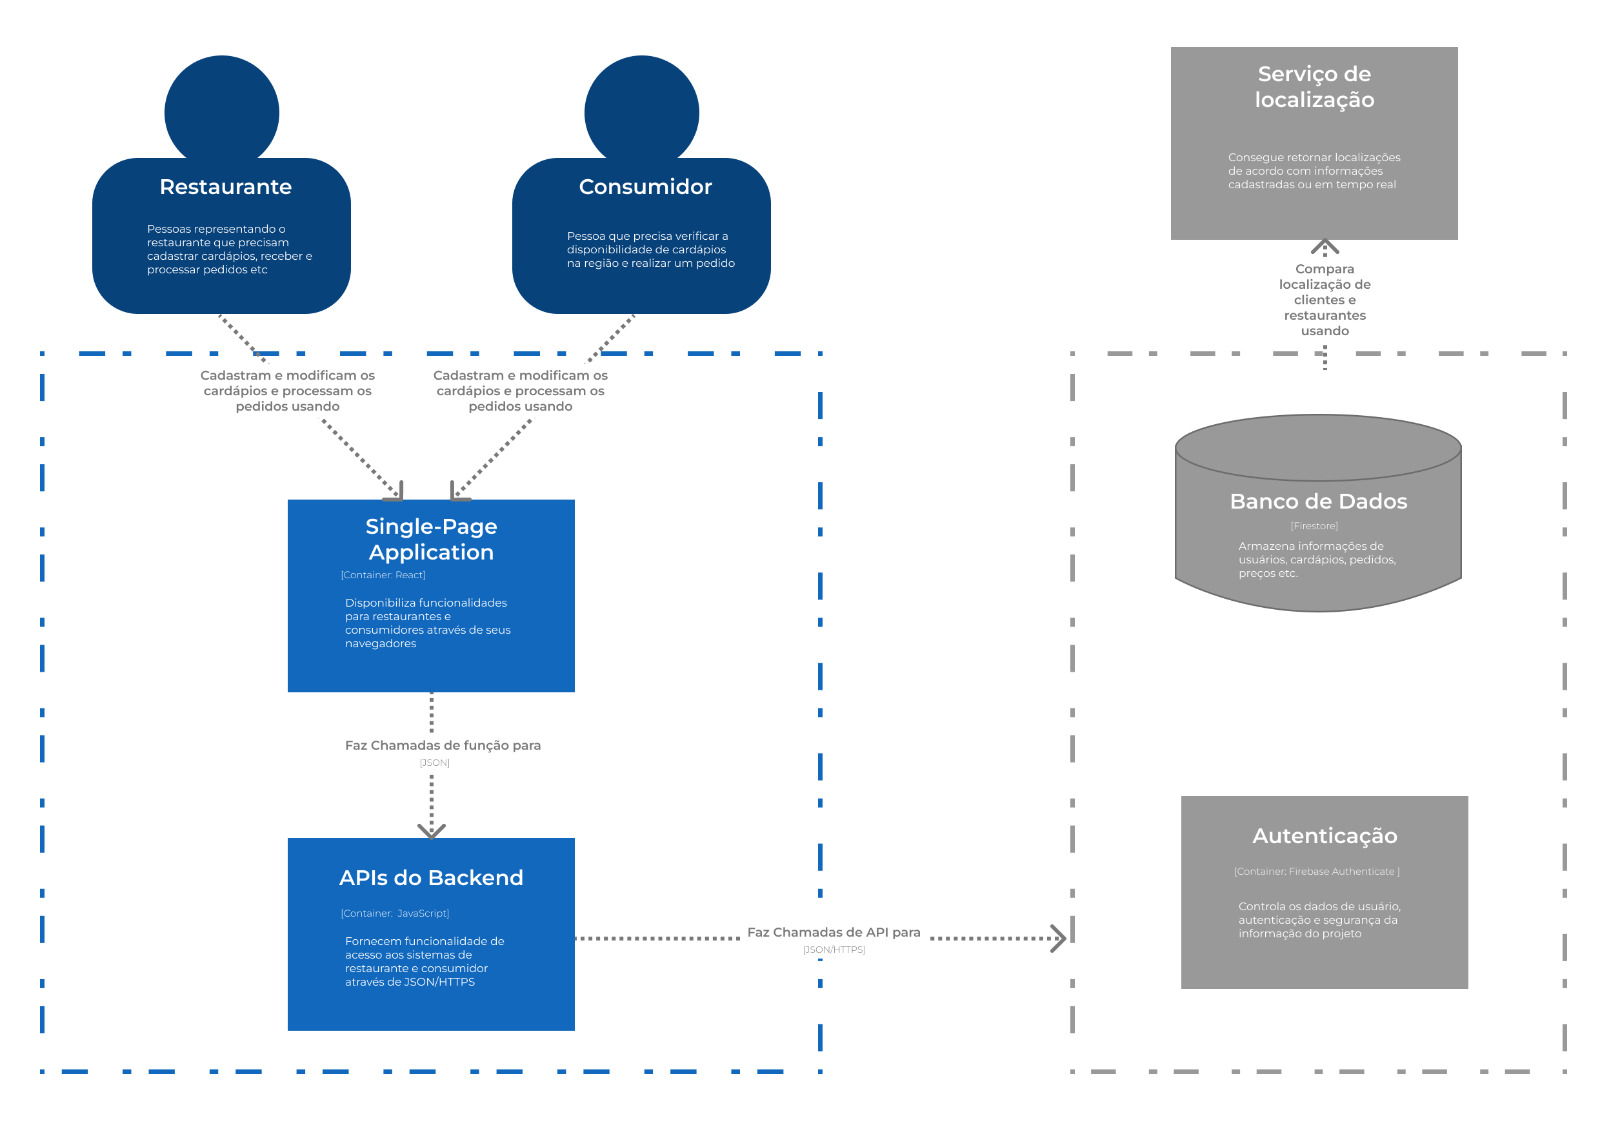 Restaurante
Pessoas representando o
restaurante que precisam
cadastrar cardápios, receber e
processar pedidos etc
Consumidor
Pessoa que precisa verificar a
disponibilidade de cardápios
na região e realizar um pedido
Serviço de
localização
Consegue retornar localizações
de acordo com informações
cadastradas ou em tempo real
Compara
localização de
clientes e
restaurantes
usando
Cadastram e modificam os
cardápios e processam os
pedidos usando
Cadastram e modificam os
cardápios e processam os
pedidos usando
Single-Page
Application
[Container: React]
Disponibiliza funcionalidades
para restaurantes e
consumidores através de seus
navegadores
Banco de Dados
[Firestore]
Armazena informações de
usuários, cardápios, pedidos,
preços etc.
Faz Chamadas de função para
[JSON]
APIs do Backend
[Container: JavaScript]
Fornecem funcionalidade de
acesso aos sistemas de
restaurante e consumidor
através de JSON/HTTPS
Faz Chamadas de API para
[JSON/HTTPS]
Autenticação
[Container: Firebase Authenticate ]
Controla os dados de usuário,
autenticação e segurança da
informação do projeto